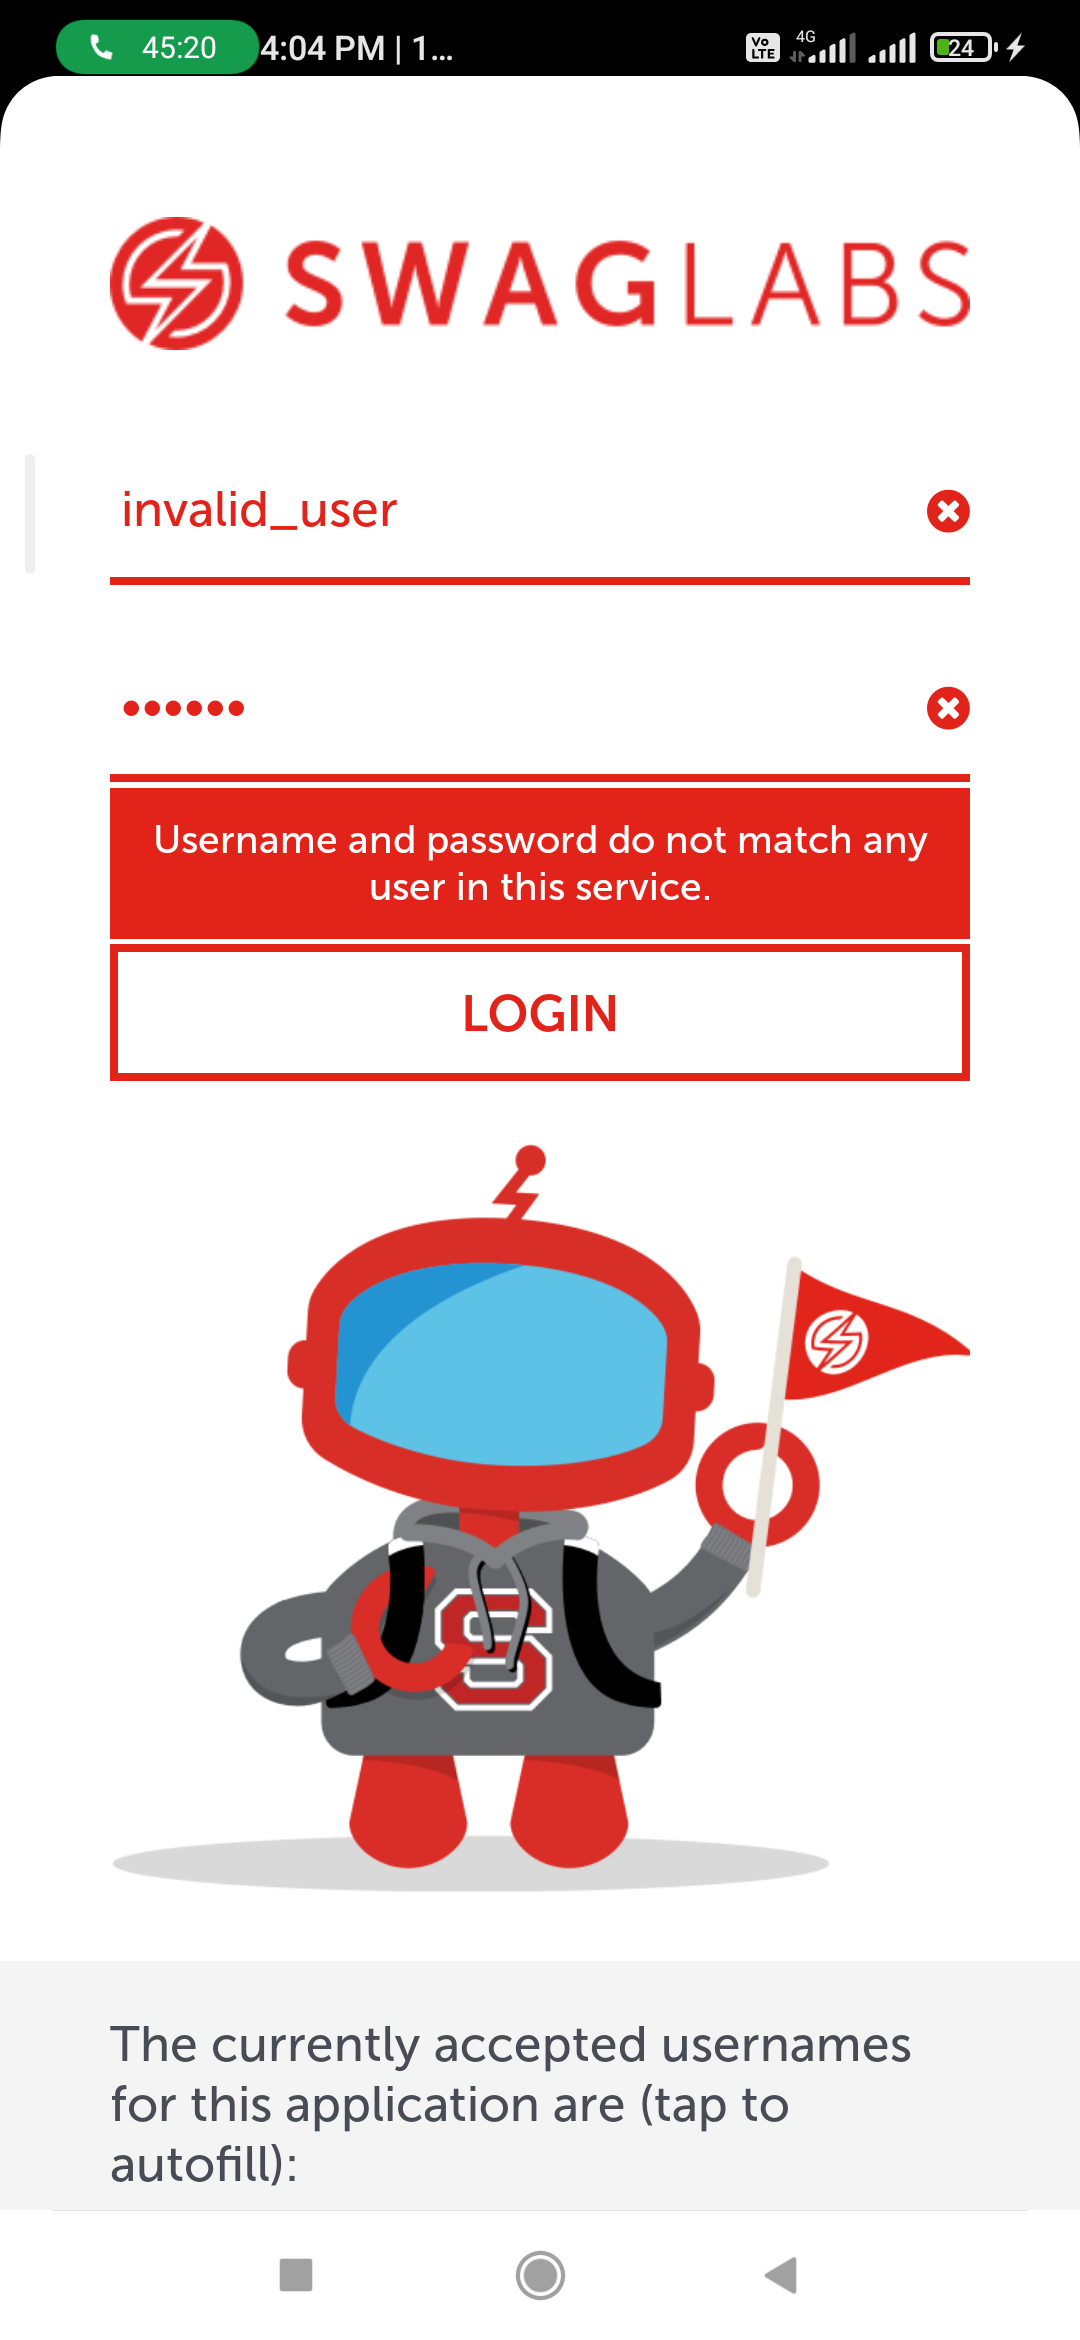 45:20 4:04 PM | 1... Vo LTE 4G 24
SWAGLABS
invalid_user
••••••
Username and password do not match any
user in this service.
LOGIN
S
The currently accepted usernames
for this application are (tap to
autofill):